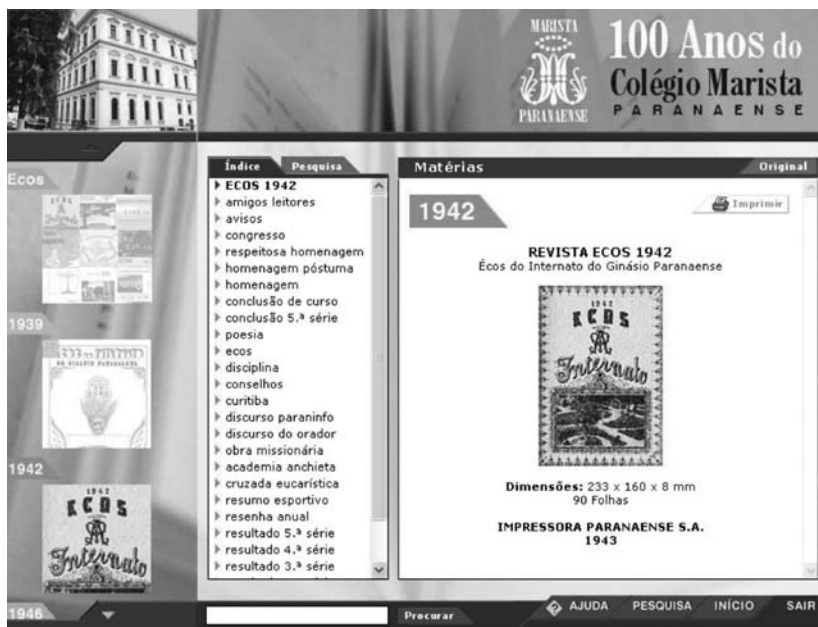 MARISTA
PARANAENSE
100 Anos do
Colégio Marista
PARANAENSE
Ecos
1939
1942
1942
ECOS
Internato
1946
Índice
Pesquisa
ECOS 1942
amigos leitores
avisos
congresso
respeitosa homenagem
homenagem póstuma
homenagem
conclusão de curso
conclusão 5.ª série
poesia
ecos
disciplina
conselhos
curitiba
discurso paraninfo
discurso do orador
obra missionária
academia anchieta
cruzada eucarística
resumo esportivo
resenha anual
resultado 5.ª série
resultado 4.ª série
resultado 3.ª série
Matérias
Original
1942
Imprimir
REVISTA ECOS 1942
Écos do Internato do Ginásio Paranaense
1942
ECOS
Internato
Dimensões: 233 x 160 x 8 mm
90 Folhas
IMPRESSORA PARANAENSE S.A.
1943
Procurar
AJUDA
PESQUISA
INÍCIO
SAIR